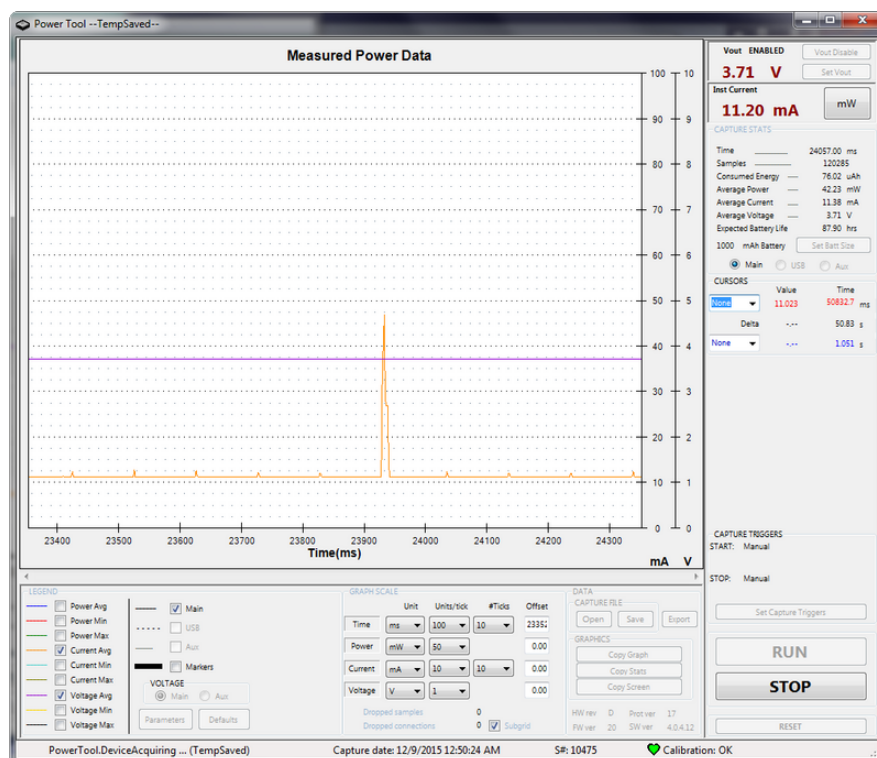 Power Tool --TempSaved--
Measured Power Data
100 10
90 9
80 8
70 7
60 6
50 5
40 4
30 3
20 2
10 1
0 0
23400 23500 23600 23700 23800 23900 24000 24100 24200 24300
Time(ms)
mA V
Vout ENABLED
Vout Disable
3.71 V
Set Vout
Inst Current
11.20 mA
mW
CAPTURE STATS
Time 24057.00 ms
Samples 120285
Consumed Energy 76.02 uAh
Average Power 42.23 mW
Average Current 11.38 mA
Average Voltage 3.71 V
Expected Battery Life 87.90 hrs
1000 mAh Battery Set Batt Size
Main USB Aux
CURSORS
Value Time
None 11.023 50832.7 ms
Delta -.-- 50.83 s
None -.-- 1.051 s
CAPTURE TRIGGERS
START: Manual
STOP: Manual
Set Capture Triggers
RUN
STOP
RESET
LEGEND
Power Avg
Power Min
Power Max
Current Avg
Current Min
Current Max
Voltage Avg
Voltage Min
Voltage Max
Main
USB
Aux
Markers
VOLTAGE
Main Aux
Parameters Defaults
GRAPH SCALE
Unit Units/tick #Ticks Offset
Time ms 100 10 23352
Power mW 50 0.00
Current mA 10 10 0.00
Voltage V 1 0.00
Dropped samples 0
Dropped connections 0 Subgrid
DATA
CAPTURE FILE
Open Save Export
GRAPHICS
Copy Graph
Copy Stats
Copy Screen
HW rev D Prot ver 17
FW ver 20 SW ver 4.0.4.12
PowerTool.DeviceAcquiring ... (TempSaved) Capture date: 12/9/2015 12:50:24 AM S#: 10475 Calibration: OK